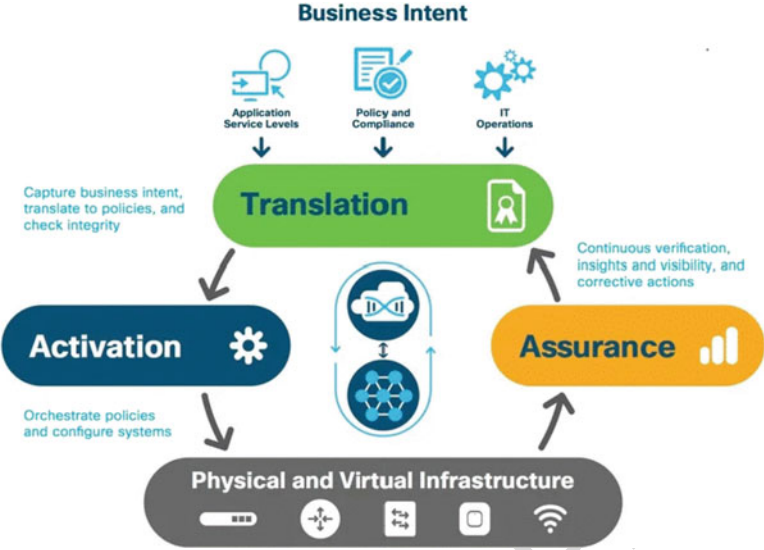 Business Intent
Application
Service Levels
Policy and
Compliance
IT
Operations
Capture business intent,
translate to policies, and
check integrity
Translation
Continuous verification,
insights and visibility, and
corrective actions
Activation
Assurance
Orchestrate policies
and configure systems
Physical and Virtual Infrastructure